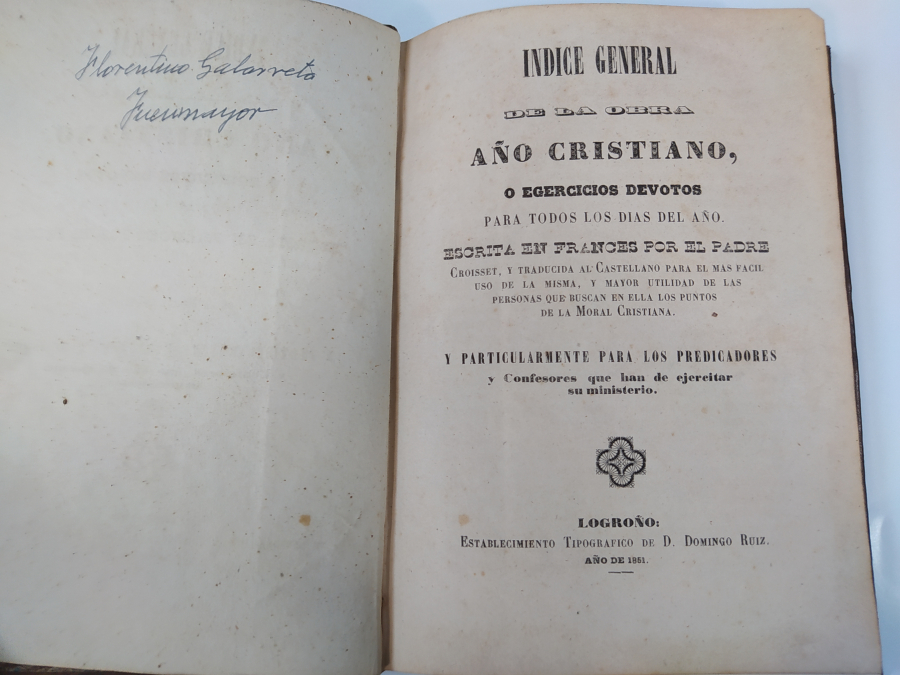 Florentino Galarreta
Fuenmayor
INDICE GENERAL
DE LA OBRA
AÑO CRISTIANO,
O EGERCICIOS DEVOTOS
PARA TODOS LOS DIAS DEL AÑO.
ESCRITA EN FRANCES POR EL PADRE
CROISSET, Y TRADUCIDA AL CASTELLANO PARA EL MAS FACIL
USO DE LA MISMA, Y MAYOR UTILIDAD DE LAS
PERSONAS QUE BUSCAN EN ELLA LOS PUNTOS
DE LA MORAL CRISTIANA.
Y PARTICULARMENTE PARA LOS PREDICADORES
y Confesores que han de ejercitar
su ministerio.
LOGROÑO:
ESTABLECIMIENTO TIPOGRAFICO DE D. DOMINGO RUIZ.
AÑO DE 1851.